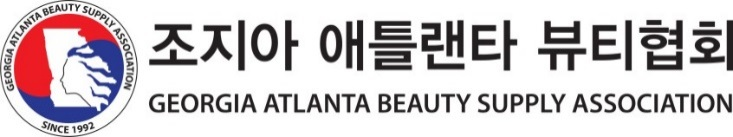 GEORGIA ATLANTA BEAUTY SUPPLY ASSOCIATION
SINCE 1992
조지아 애틀랜타 뷰티협회
GEORGIA ATLANTA BEAUTY SUPPLY ASSOCIATION